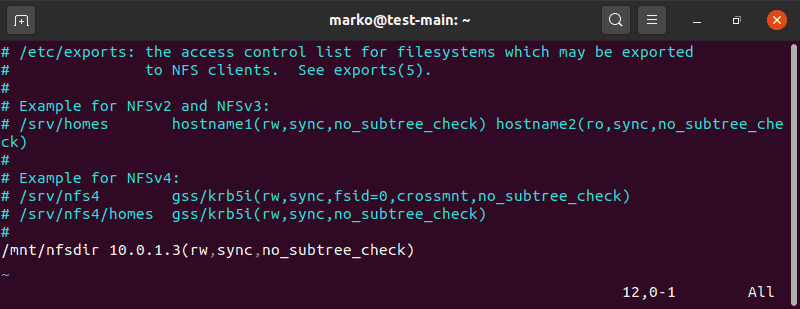 marko@test-main: ~
# /etc/exports: the access control list for filesystems which may be exported
#               to NFS clients.  See exports(5).
#
# Example for NFSv2 and NFSv3:
# /srv/homes       hostname1(rw,sync,no_subtree_check) hostname2(ro,sync,no_subtree_che
ck)
#
# Example for NFSv4:
# /srv/nfs4        gss/krb5i(rw,sync,fsid=0,crossmnt,no_subtree_check)
# /srv/nfs4/homes  gss/krb5i(rw,sync,no_subtree_check)
#
/mnt/nfsdir 10.0.1.3(rw,sync,no_subtree_check)
~
12,0-1        All